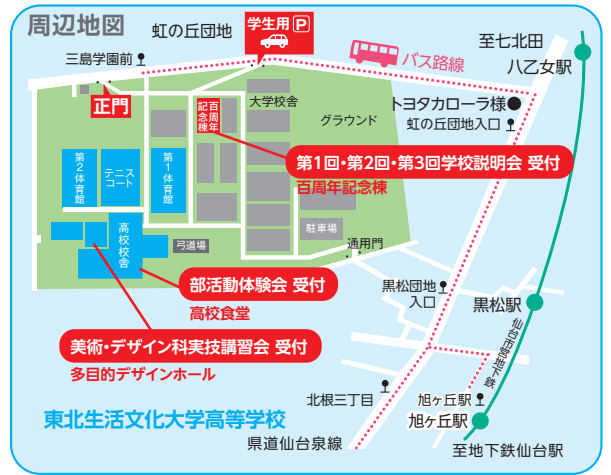 周辺地図
虹の丘団地
学生用 P
三島学園前
バス路線
至七北田
八乙女駅
正門
百周年
記念棟
大学校舎
グラウンド
トヨタカローラ様
虹の丘団地入口
第2体育館
テニス
コート
第1体育館
第1回・第2回・第3回学校説明会 受付
百周年記念棟
高校校舎
弓道場
駐車場
通用門
部活動体験会 受付
高校食堂
黒松団地
入口
黒松駅
仙台市営地下鉄
美術・デザイン科実技講習会 受付
多目的デザインホール
北根三丁目
旭ヶ丘駅
旭ヶ丘駅
東北生活文化大学高等学校
県道仙台泉線
至地下鉄仙台駅